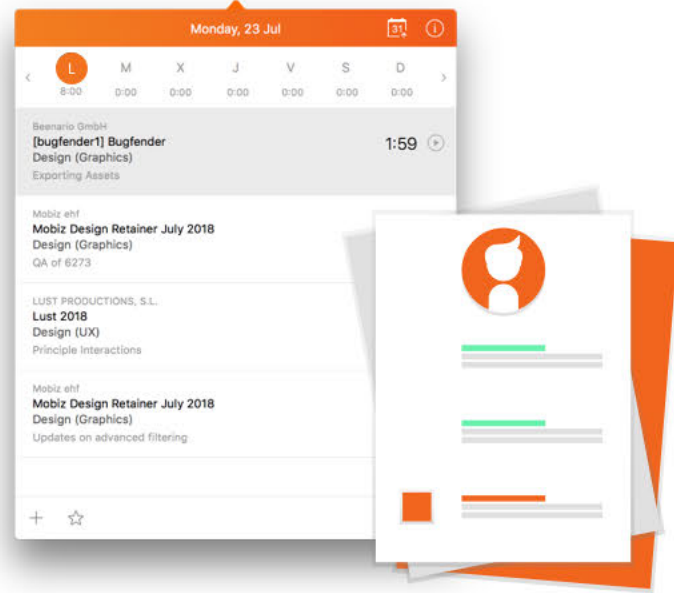 Monday, 23 Jul
31
L M X J V S D
8:00 0:00 0:00 0:00 0:00 0:00 0:00
Beenario GmbH
[bugfender1] Bugfender
1:59
Design (Graphics)
Exporting Assets
Mobiz ehf
Mobiz Design Retainer July 2018
Design (Graphics)
QA of 6273
LUST PRODUCTIONS, S.L.
Lust 2018
Design (UX)
Principle Interactions
Mobiz ehf
Mobiz Design Retainer July 2018
Design (Graphics)
Updates on advanced filtering